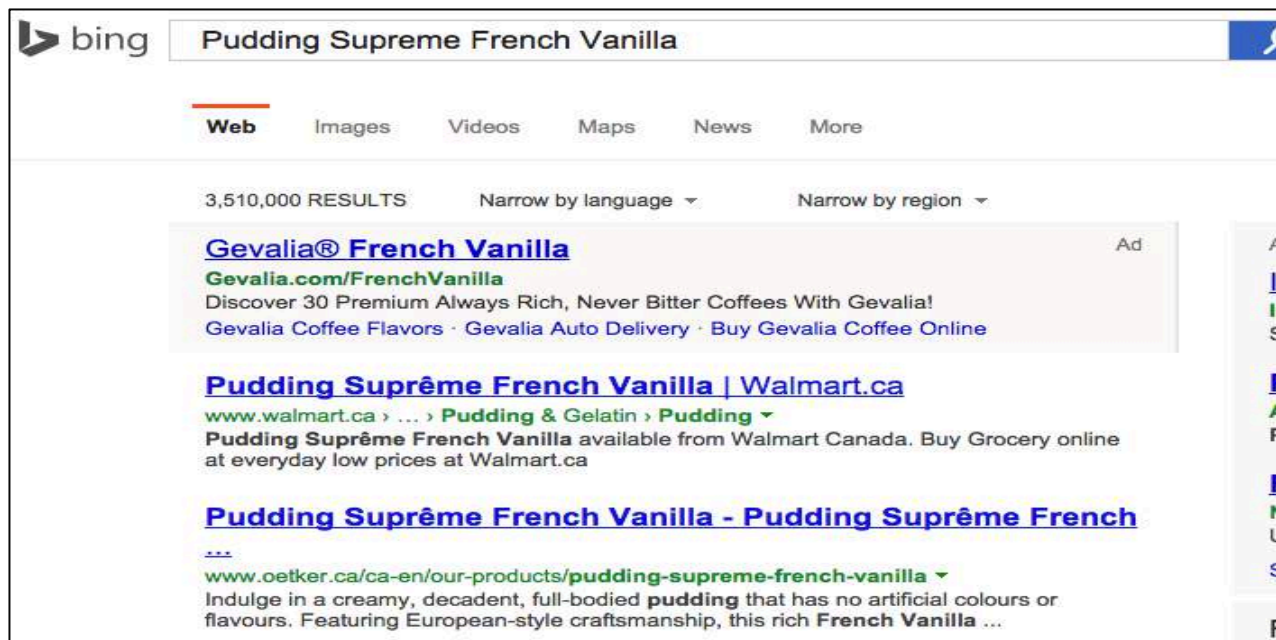 bing Pudding Supreme French Vanilla
Web Images Videos Maps News More
3,510,000 RESULTS Narrow by language Narrow by region
Gevalia® French Vanilla Ad
Gevalia.com/FrenchVanilla
Discover 30 Premium Always Rich, Never Bitter Coffees With Gevalia!
Gevalia Coffee Flavors · Gevalia Auto Delivery · Buy Gevalia Coffee Online
Pudding Suprême French Vanilla | Walmart.ca
www.walmart.ca › ... › Pudding & Gelatin › Pudding
Pudding Suprême French Vanilla available from Walmart Canada. Buy Grocery online
at everyday low prices at Walmart.ca
Pudding Suprême French Vanilla - Pudding Suprême French
...
www.oetker.ca/ca-en/our-products/pudding-supreme-french-vanilla
Indulge in a creamy, decadent, full-bodied pudding that has no artificial colours or
flavours. Featuring European-style craftsmanship, this rich French Vanilla ...